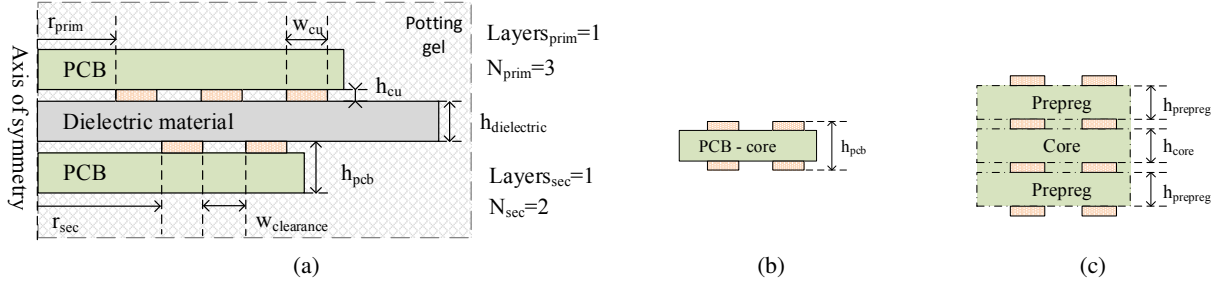 r_prim
w_cu
Potting
gel
Layers_prim=1
N_prim=3
PCB
h_cu
Axis of symmetry
Dielectric material
h_dielectric
PCB
h_pcb
Layers_sec=1
N_sec=2
r_sec
w_clearance
(a)
PCB - core
h_pcb
(b)
Prepreg
h_prepreg
Core
h_core
Prepreg
h_prepreg
(c)